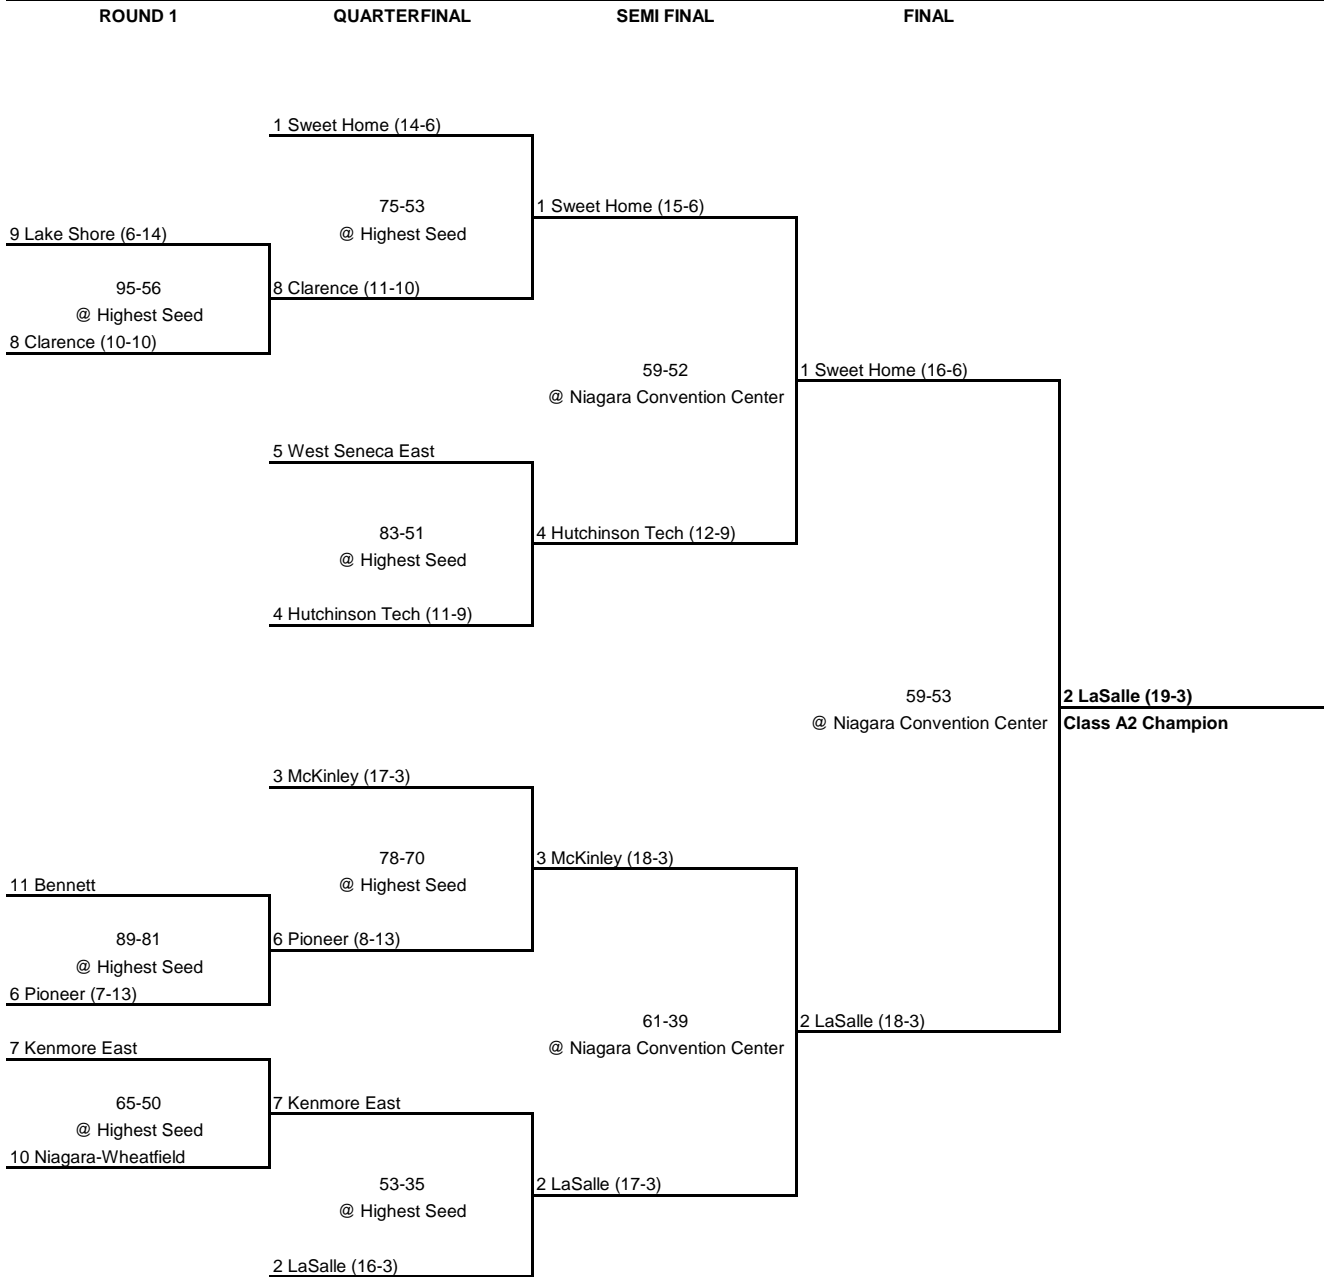 ROUND 1 QUARTERFINAL SEMI FINAL FINAL
1 Sweet Home (14-6)
75-53 1 Sweet Home (15-6)
9 Lake Shore (6-14) @ Highest Seed
95-56 8 Clarence (11-10)
@ Highest Seed
8 Clarence (10-10)
59-52 1 Sweet Home (16-6)
@ Niagara Convention Center
5 West Seneca East
83-51 4 Hutchinson Tech (12-9)
@ Highest Seed
4 Hutchinson Tech (11-9)
59-53 2 LaSalle (19-3)
@ Niagara Convention Center Class A2 Champion
3 McKinley (17-3)
78-70 3 McKinley (18-3)
11 Bennett @ Highest Seed
89-81 6 Pioneer (8-13)
@ Highest Seed
6 Pioneer (7-13)
61-39 2 LaSalle (18-3)
7 Kenmore East @ Niagara Convention Center
65-50 7 Kenmore East
@ Highest Seed
10 Niagara-Wheatfield
53-35 2 LaSalle (17-3)
@ Highest Seed
2 LaSalle (16-3)